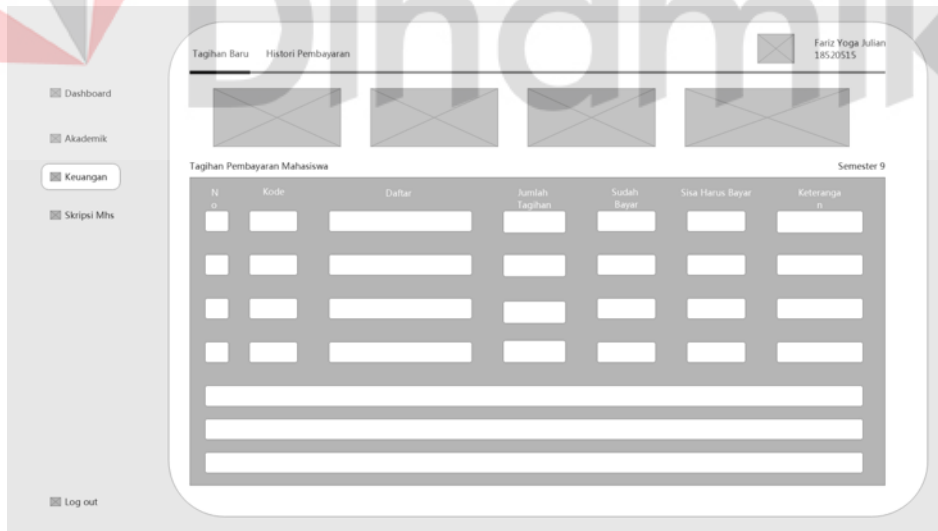 Dinamik
Tagihan Baru Histori Pembayaran
Fariz Yoga Julian
18520515
Dashboard
Akademik
Keuangan
Skripsi Mhs
Log out
Tagihan Pembayaran Mahasiswa Semester 9
N
o
Kode
Daftar
Jumlah
Tagihan
Sudah
Bayar
Sisa Harus Bayar
Keteranga
n